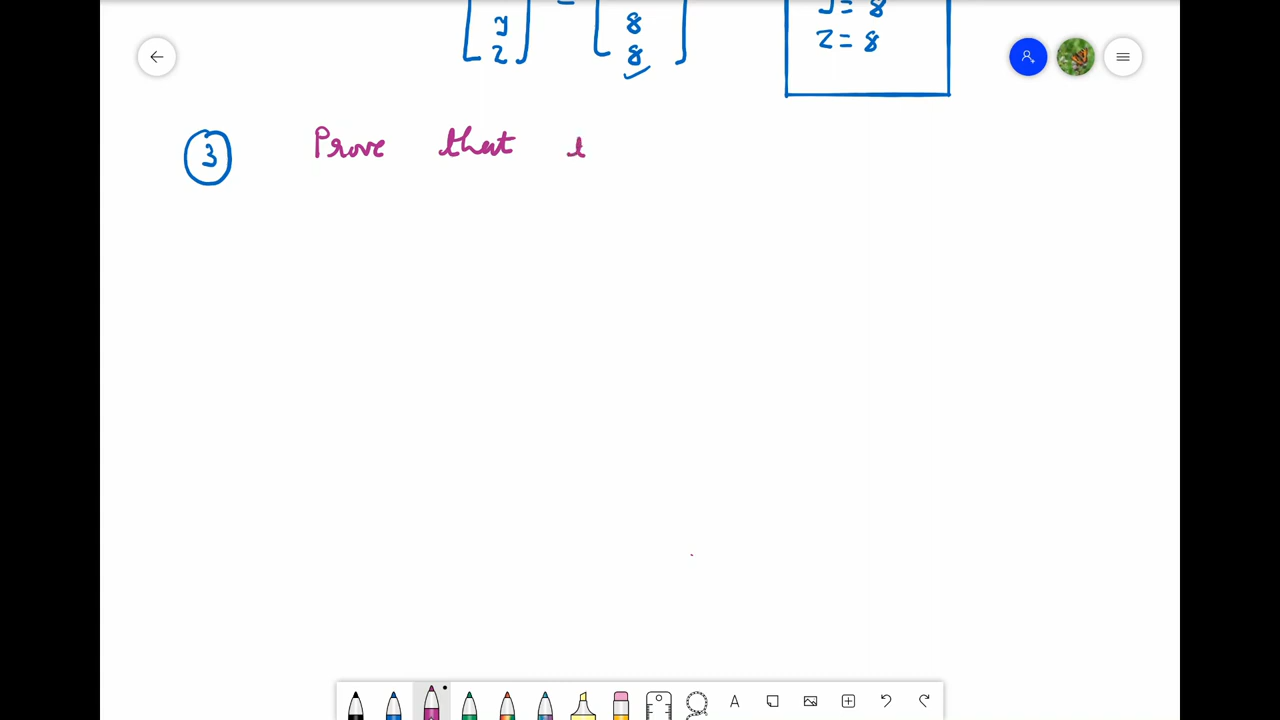 [y z] = [8 8]
y = 8
z = 8
3 Prove that t
A